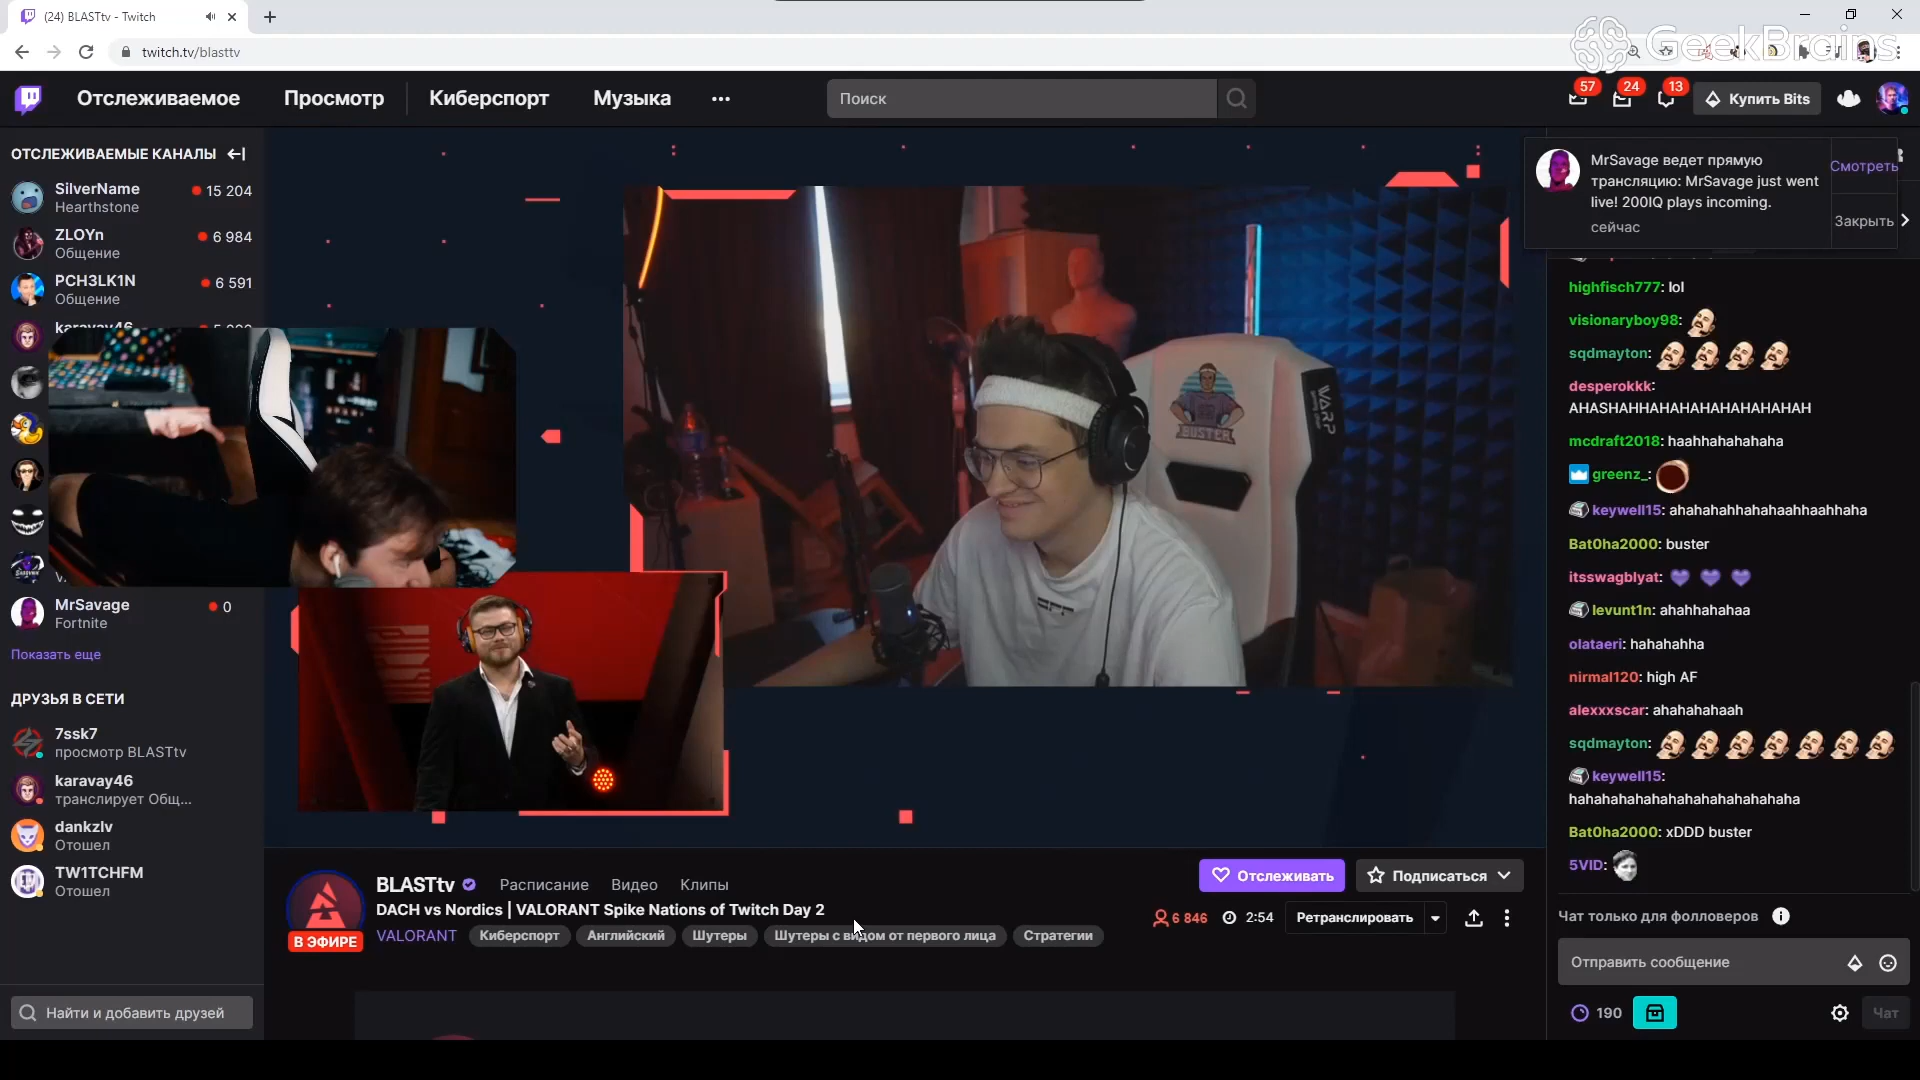 (24) BLASTtv - Twitch
twitch.tv/blasttv
GeekBrains
Отслеживаемое
Просмотр
Киберспорт
Музыка
Поиск
57
24
13
Купить Bits
ОТСЛЕЖИВАЕМЫЕ КАНАЛЫ
SilverName
15 204
Hearthstone
ZLOYn
6 984
Общение
PCH3LK1N
6 591
Общение
karavay46
MrSavage
0
Fortnite
Показать еще
ДРУЗЬЯ В СЕТИ
7ssk7
просмотр BLASTtv
karavay46
транслирует Общ...
dankzlv
Отошел
TW1TCHFM
Отошел
Найти и добавить друзей
BUSTER
WARP
BLASTtv
Расписание
Видео
Клипы
DACH vs Nordics | VALORANT Spike Nations of Twitch Day 2
VALORANT
Киберспорт
Английский
Шутеры
Шутеры с видом от первого лица
Стратегии
В ЭФИРЕ
Отслеживать
Подписаться
6 846
2:54
Ретранслировать
MrSavage ведет прямую
трансляцию: MrSavage just went
live! 200IQ plays incoming.
сейчас
Смотреть
Закрыть
highfisch777: lol
visionaryboy98:
sqdmayton:
desperokkk:
AHASHAHHAHAHAHAHAHAHAH
mcdraft2018: haahhahahahaha
greenz_:
keywell15: ahahahahhahahaahhaahhaha
Bat0ha2000: buster
itsswagblyat:
levunt1n: ahahhahahaa
olataeri: hahahahha
nirmal120: high AF
alexxxscar: ahahahahaah
sqdmayton:
keywell15:
hahahahahahahahahahahahaha
Bat0ha2000: xDDD buster
5VID:
Чат только для фолловеров
Отправить сообщение
190
Чат